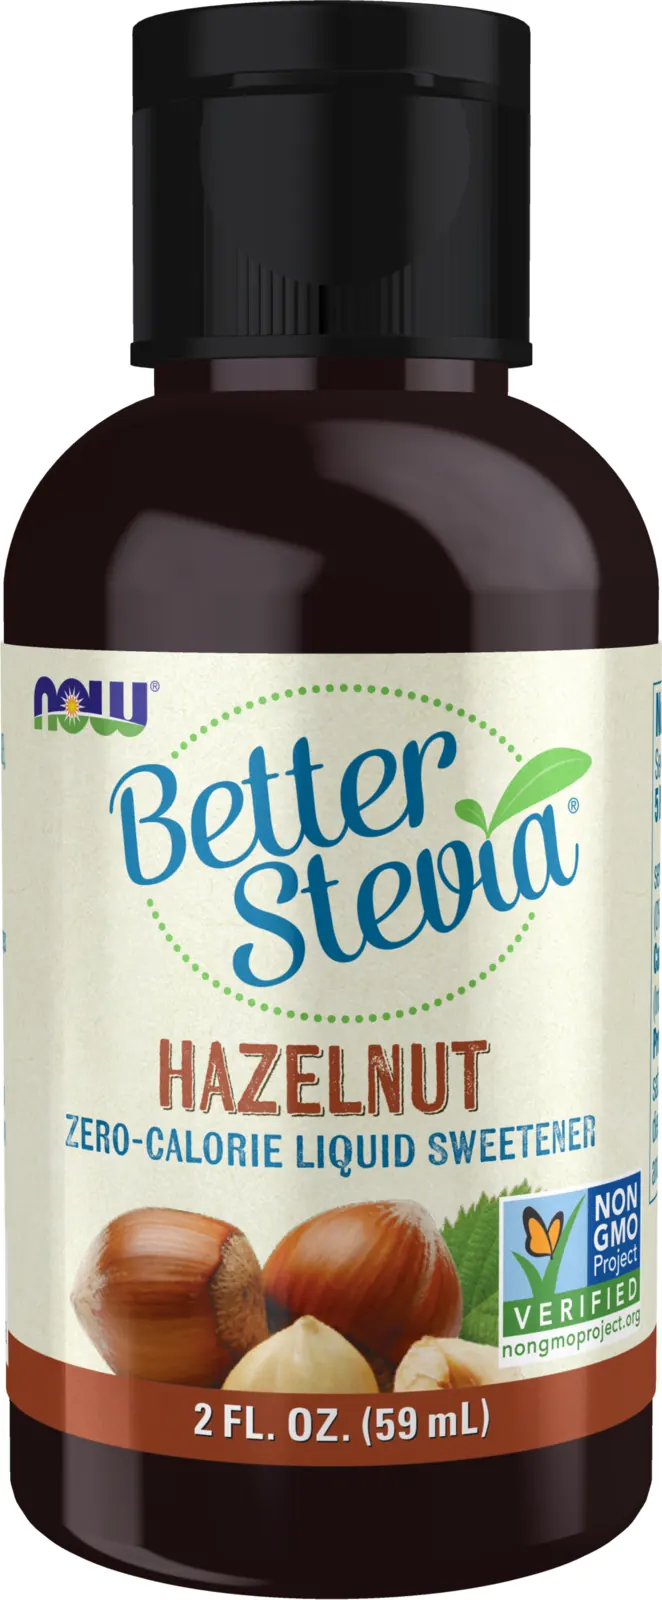 NOW®
Better
Stevia®
HAZELNUT
ZERO-CALORIE LIQUID SWEETENER
NON
GMO
Project
VERIFIED
nongmoproject.org
2 FL. OZ. (59 mL)